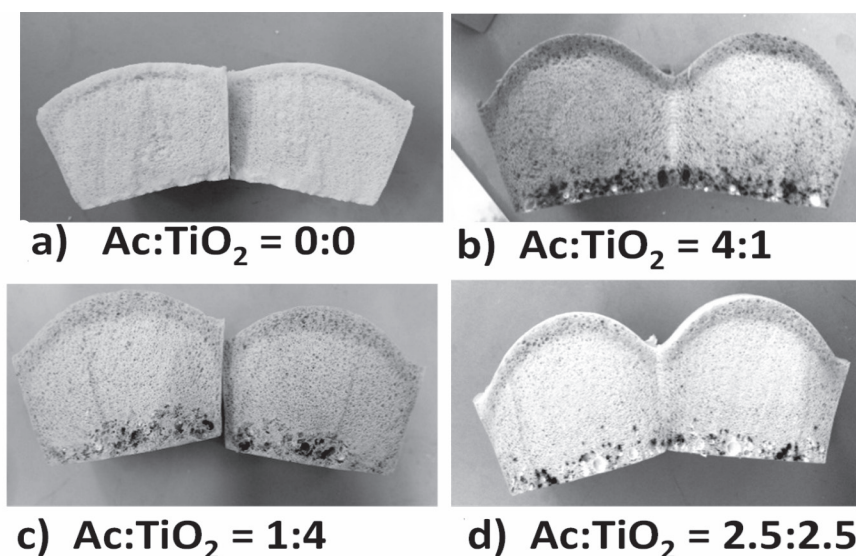 a) Ac:TiO₂ = 0:0
b) Ac:TiO₂ = 4:1
c) Ac:TiO₂ = 1:4
d) Ac:TiO₂ = 2.5:2.5